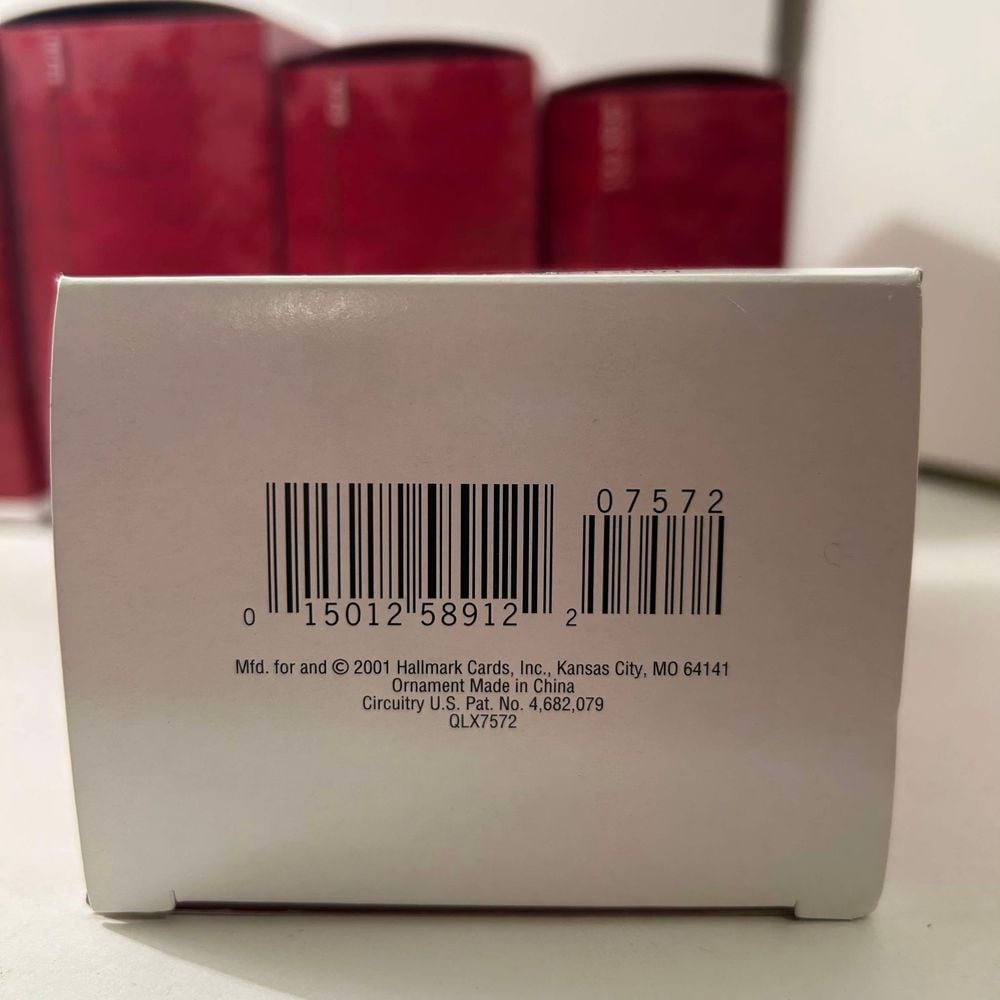 07572
0 15012 58912 2
Mfd. for and © 2001 Hallmark Cards, Inc., Kansas City, MO 64141
Ornament Made in China
Circuitry U.S. Pat. No. 4,682,079
QLX7572